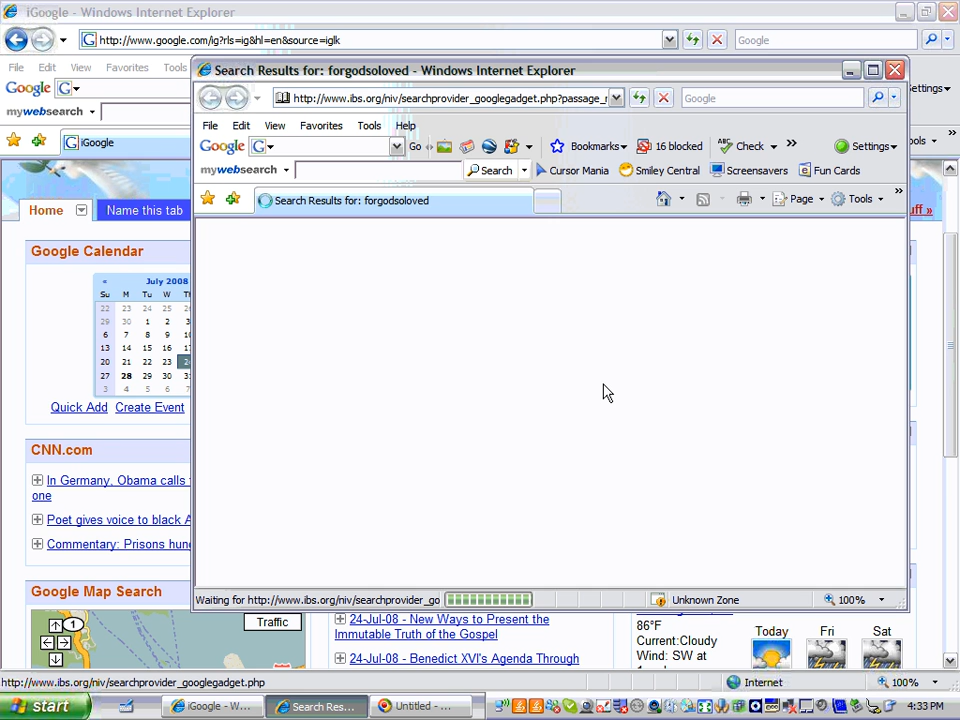 iGoogle - Windows Internet Explorer
http://www.google.com/ig?rls=ig&hl=en&source=iglk
Google
File Edit View Favorites Tools
Google G
ettings
mywebsearch
iGoogle
ools
Search Results for: forgodsoloved - Windows Internet Explorer
http://www.ibs.org/niv/searchprovider_googlegadget.php?passage_r
Google
File Edit View Favorites Tools Help
Google G Go Bookmarks 16 blocked Check Settings
mywebsearch Search Cursor Mania Smiley Central Screensavers Fun Cards
Search Results for: forgodsoloved Page Tools
Home Name this tab
uff »
Google Calendar
« July 2008
Su M Tu W Th
22 23 24 25
29 30 1 2
6 7 8 9
13 14 15 16
20 21 22 23 24
27 28 29 30
3 4 5 6
Quick Add Create Event
CNN.com
In Germany, Obama calls
one
Poet gives voice to black A
Commentary: Prisons hun
Google Map Search
1
Traffic
Waiting for http://www.ibs.org/niv/searchprovider_go Unknown Zone 100%
24-Jul-08 - New Ways to Present the
Immutable Truth of the Gospel
24-Jul-08 - Benedict XVI's Agenda Through
86°F
Current:Cloudy
Wind: SW at
Today Fri Sat
http://www.ibs.org/niv/searchprovider_googlegadget.php Internet 100%
start iGoogle - W... Search Res... Untitled - ... 4:33 PM